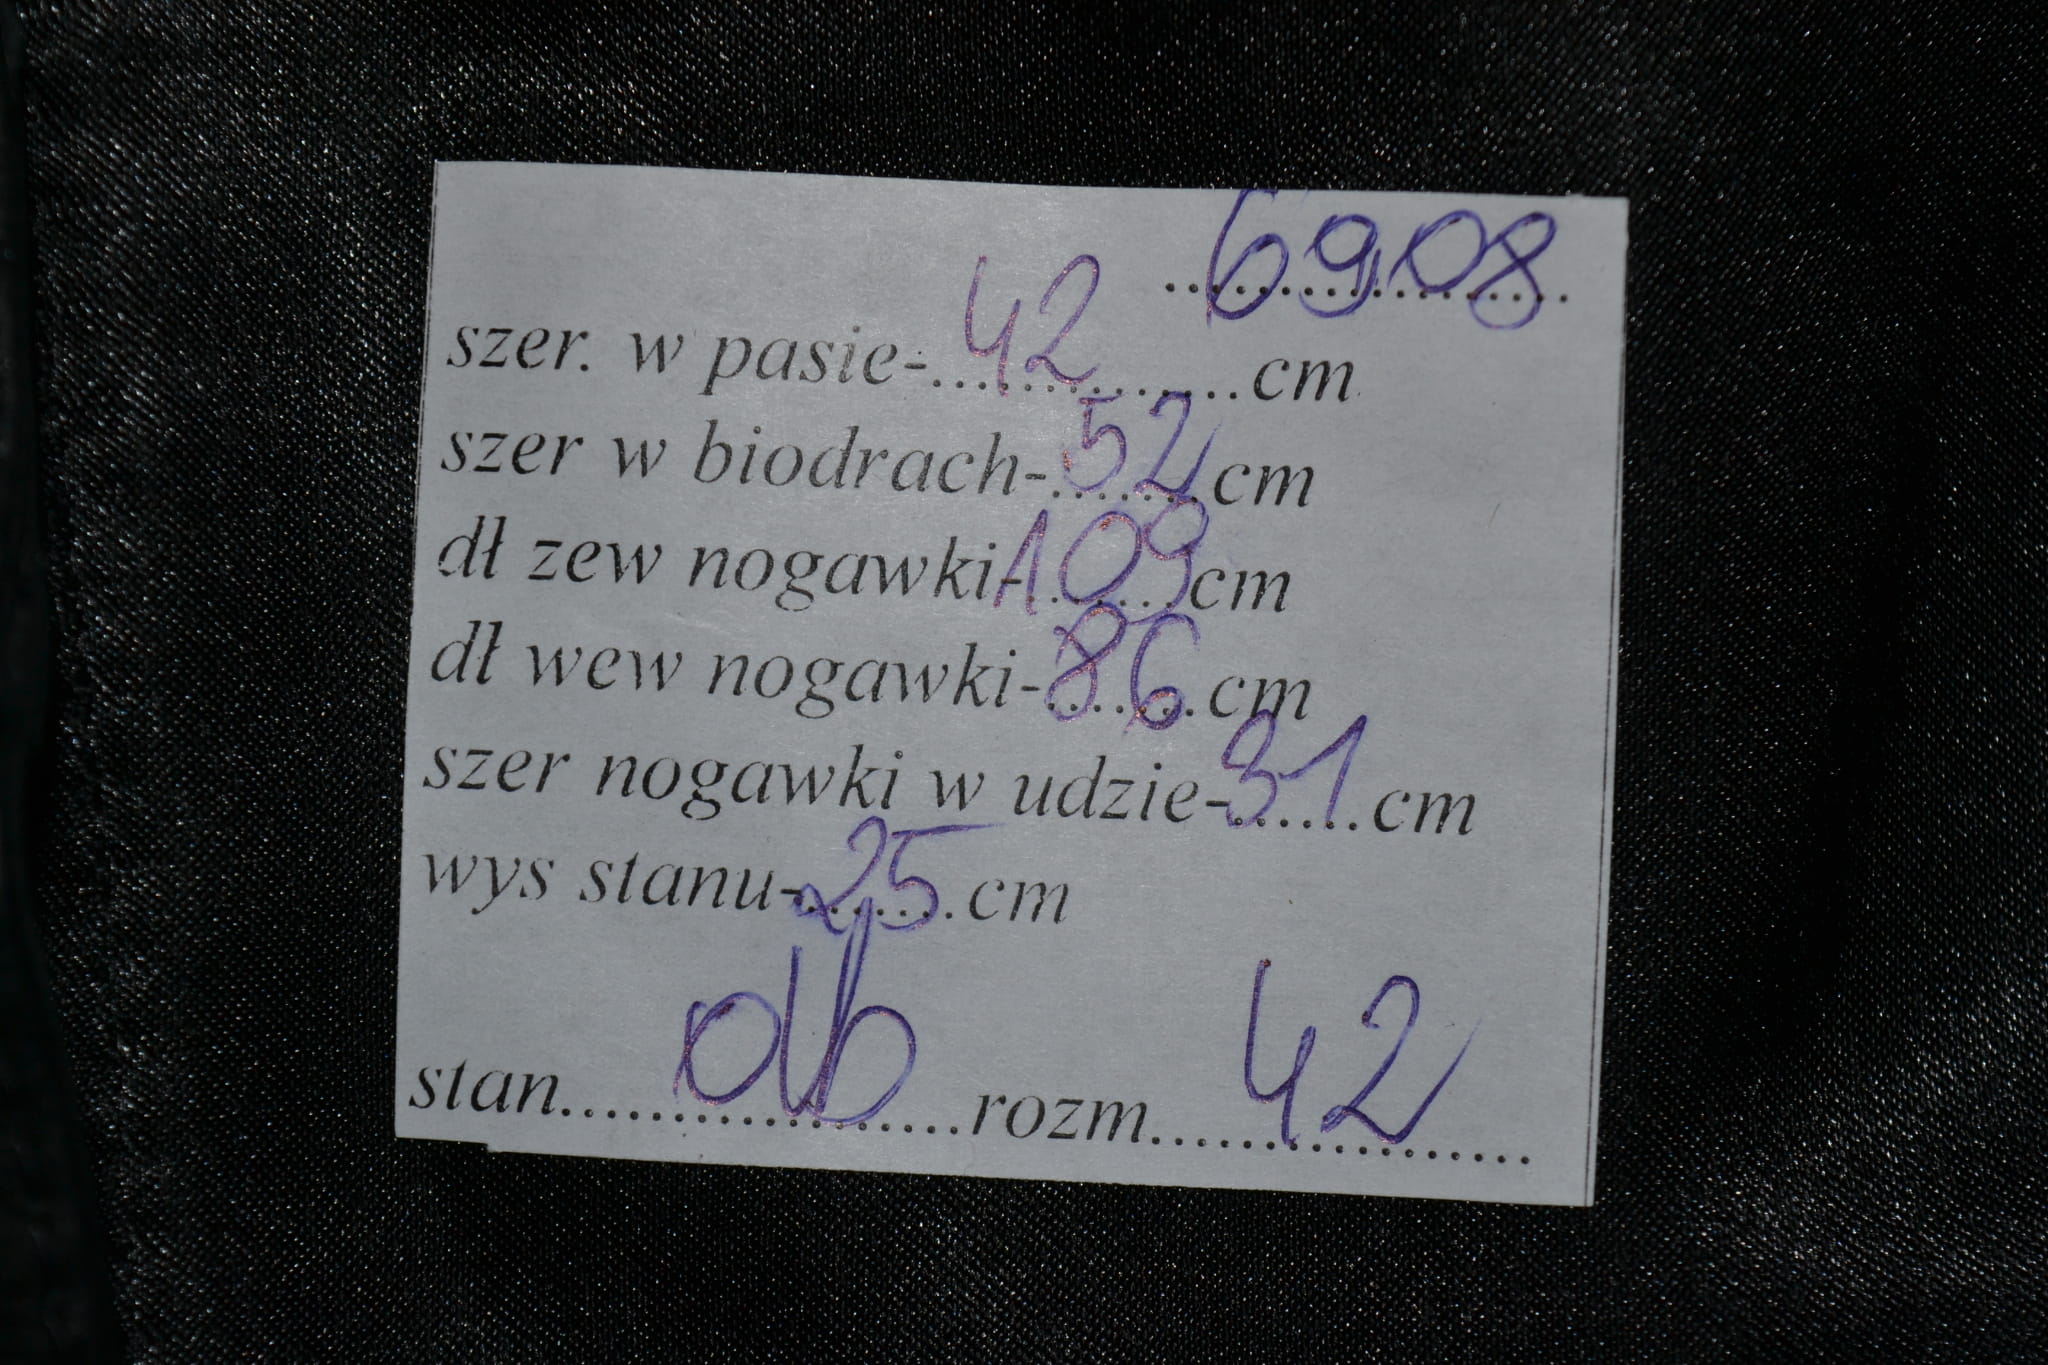 6908
szer. w pasie-42cm
szer w biodrach-52cm
dł zew nogawki-109cm
dł wew nogawki-86cm
szer nogawki w udzie-31cm
wys stanu-25cm
stan db rozm 42